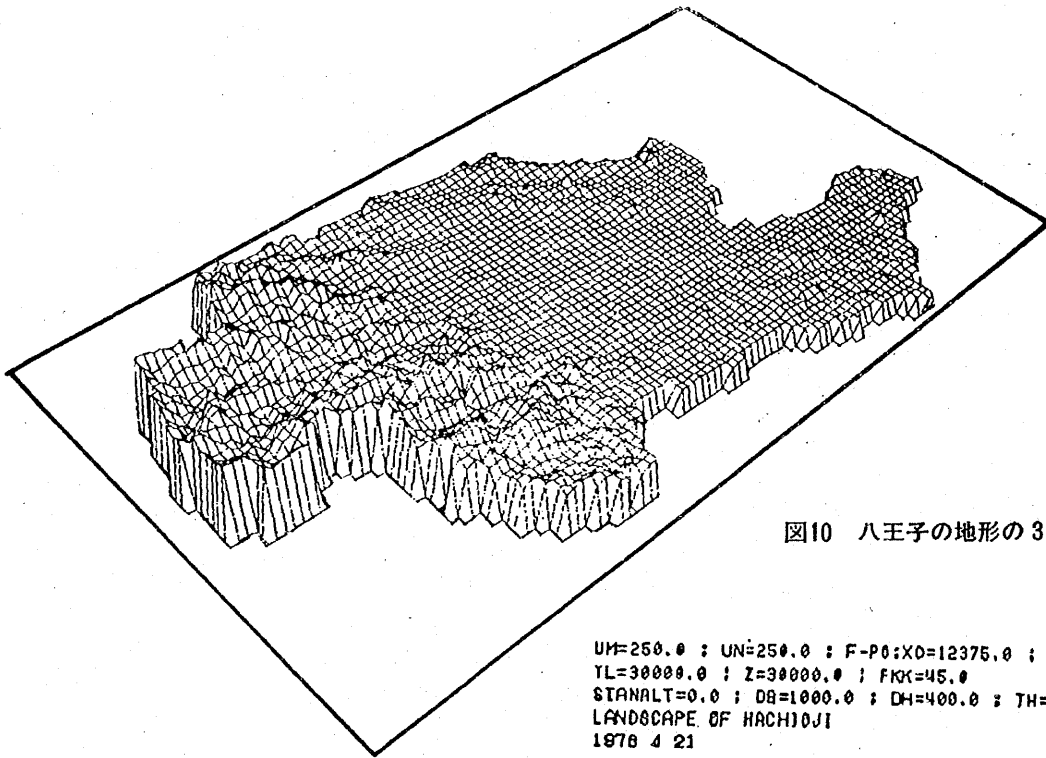 図10 八王子の地形の3
UM=250.0 ; UN=250.0 ; F-P0:X0=12375.0 ;
YL=30000.0 ; Z=30000.0 ; FKK=45.0
STANALT=0.0 ; DB=1000.0 ; DH=400.0 ; TH=
LANDSCAPE OF HACHIOJI
1978 4 21